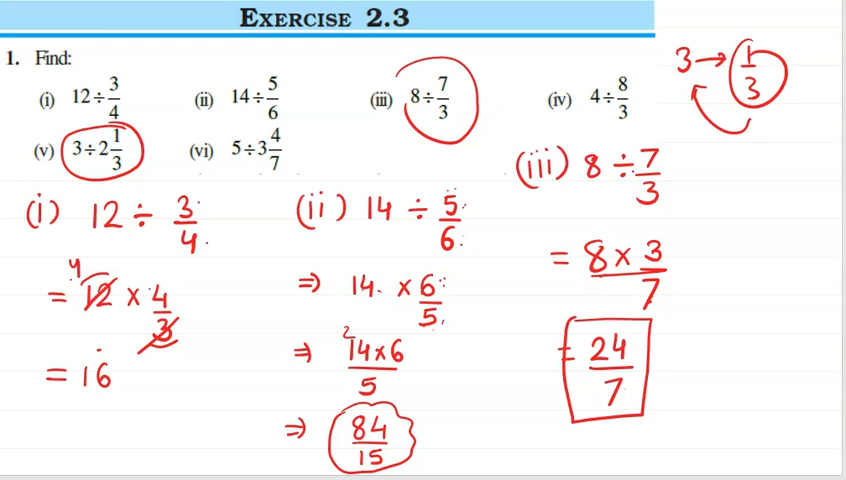 EXERCISE 2.3
1. Find:
(i) 12 ÷ 3/4 (ii) 14 ÷ 5/6 (iii) 8 ÷ 7/3 (iv) 4 ÷ 8/3
(v) 3 ÷ 2 1/3 (vi) 5 ÷ 3 4/7
3 → 1/3
(i) 12 ÷ 3/4
= 12 × 4/3
4
= 16
(ii) 14 ÷ 5/6
⇒ 14 × 6/5
2
⇒ 14×6/5
⇒ 84/15
(iii) 8 ÷ 7/3
= 8 × 3/7
= 24/7